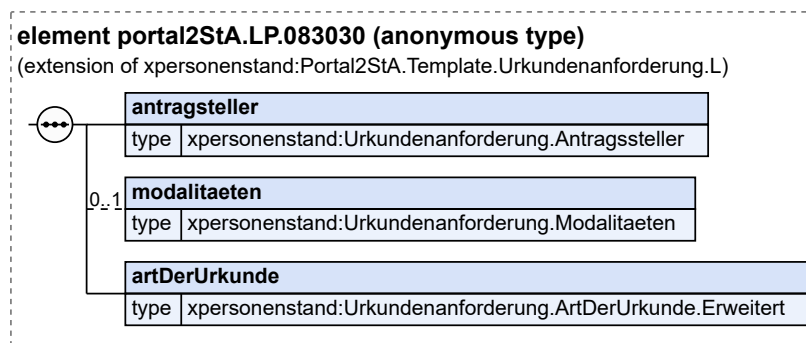 element portal2StA.LP.083030 (anonymous type)
(extension of xpersonenstand:Portal2StA.Template.Urkundenanforderung.L)
antragsteller
type xpersonenstand:Urkundenanforderung.Antragssteller
0..1
modalitaeten
type xpersonenstand:Urkundenanforderung.Modalitaeten
artDerUrkunde
type xpersonenstand:Urkundenanforderung.ArtDerUrkunde.Erweitert